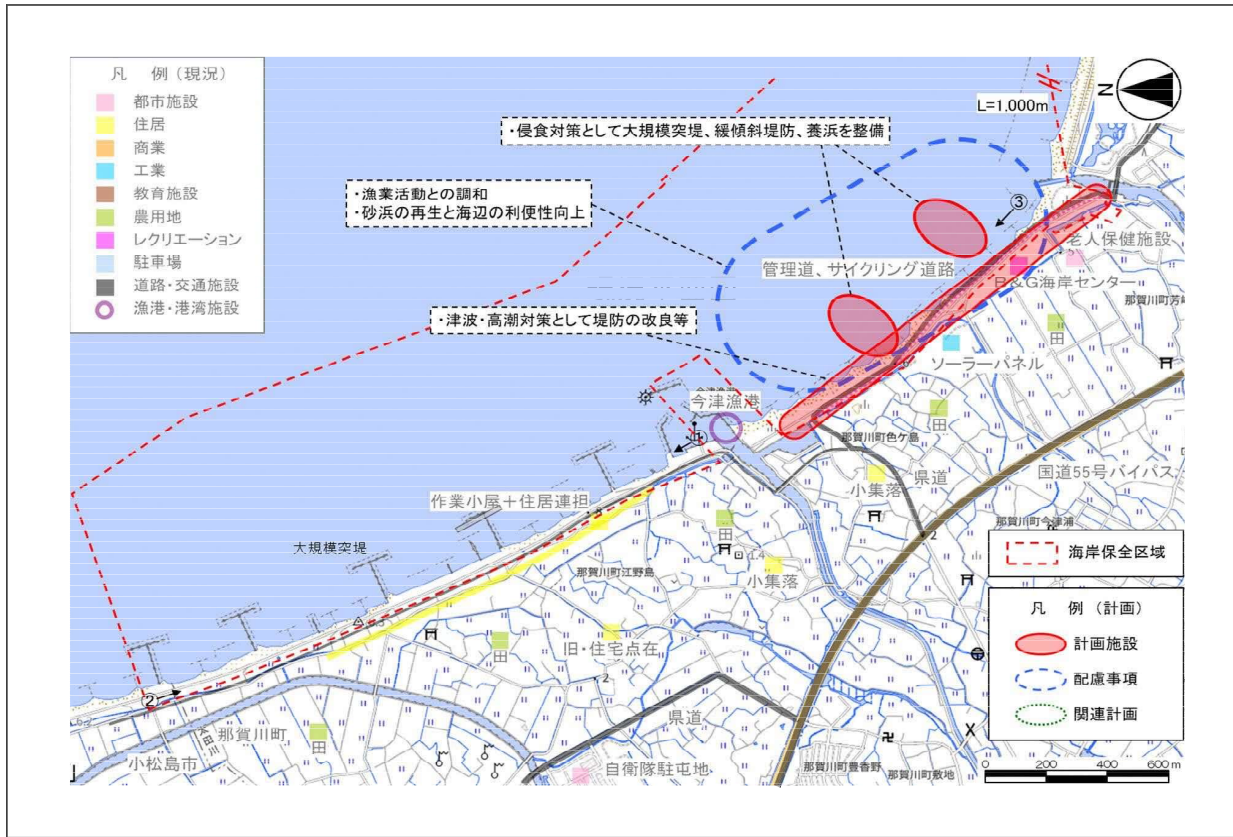 凡 例(現況)
都市施設
住居
商業
工業
教育施設
農用地
レクリエーション
駐車場
道路・交通施設
漁港・港湾施設
N
L=1,000m
・侵食対策として大規模突堤、緩傾斜堤防、養浜を整備
・漁業活動との調和
・砂浜の再生と海辺の利便性向上
③
老人保健施設
管理道、サイクリング道路
B&G海岸センター
・津波・高潮対策として堤防の改良等
田
ソーラーパネル
今津漁港
田
那賀川町色ケ島
国道55号バイパス
県道
小集落
作業小屋+住居連担
那賀川町今津浦
大規模突堤
田
1.4
2
海岸保全区域
小集落
那賀川町江野島
凡 例(計画)
計画施設
配慮事項
関連計画
旧・住宅点在
田
2
②
県道
那賀川町
田
小松島市
自衛隊駐屯地
那賀川町豊香野
那賀川町敷地
0 200 400 600m